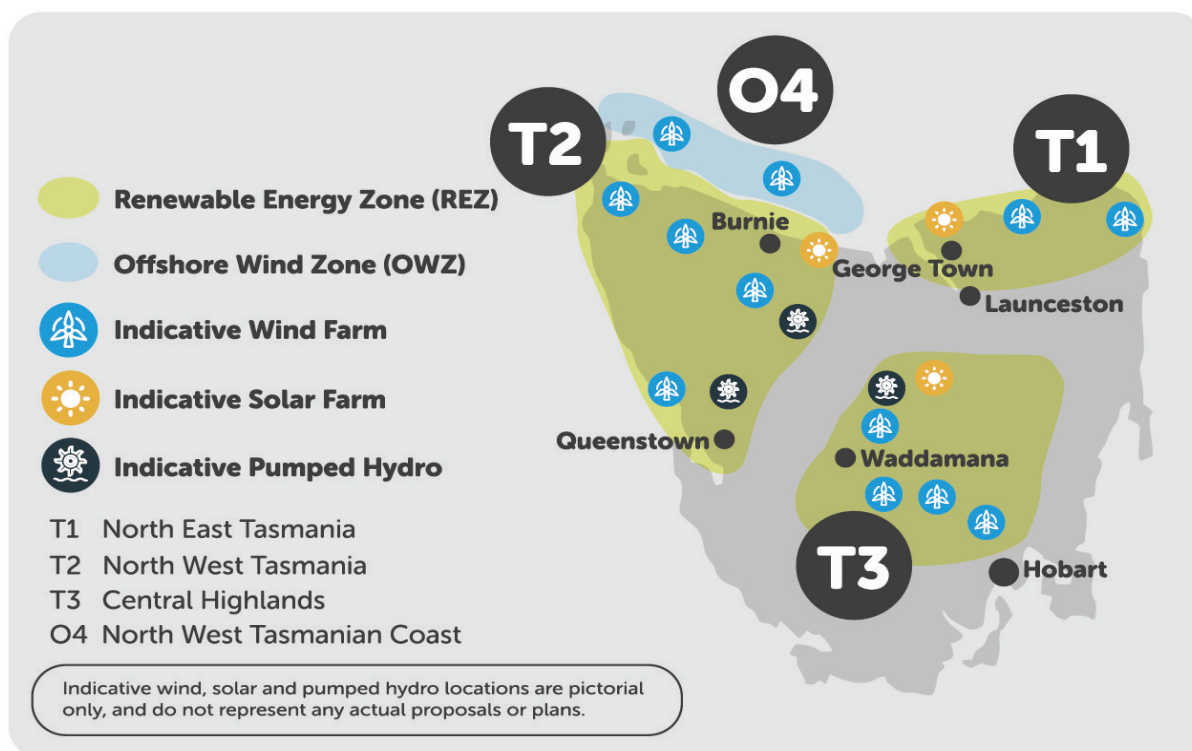 O4
T2
T1
Renewable Energy Zone (REZ)
Burnie
Offshore Wind Zone (OWZ)
George Town
Launceston
Indicative Wind Farm
Indicative Solar Farm
Queenstown
Waddamana
Indicative Pumped Hydro
T1 North East Tasmania
T2 North West Tasmania
T3
Hobart
T3 Central Highlands
O4 North West Tasmanian Coast
Indicative wind, solar and pumped hydro locations are pictorial
only, and do not represent any actual proposals or plans.